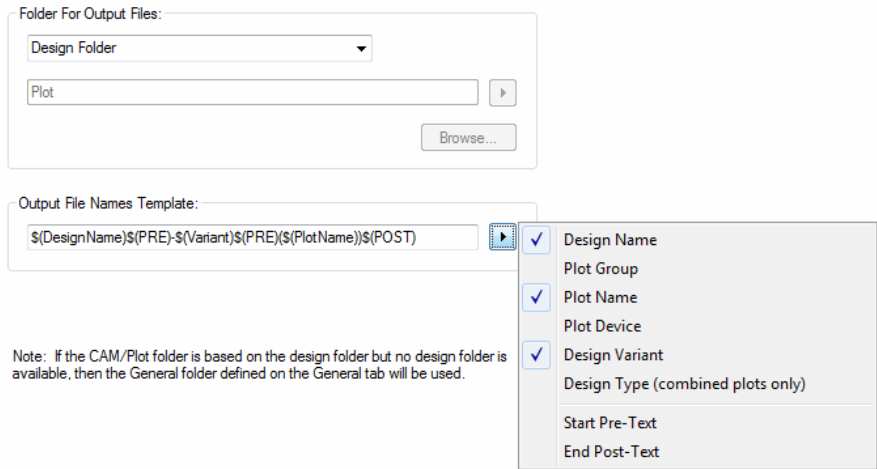 Folder For Output Files:
Design Folder
Plot
Browse...
Output File Names Template:
$(DesignName)$(PRE)-$(Variant)$(PRE)($(PlotName))$(POST)
Design Name
Plot Group
Plot Name
Plot Device
Design Variant
Design Type (combined plots only)
Start Pre-Text
End Post-Text
Note:  If the CAM/Plot folder is based on the design folder but no design folder is
available, then the General folder defined on the General tab will be used.